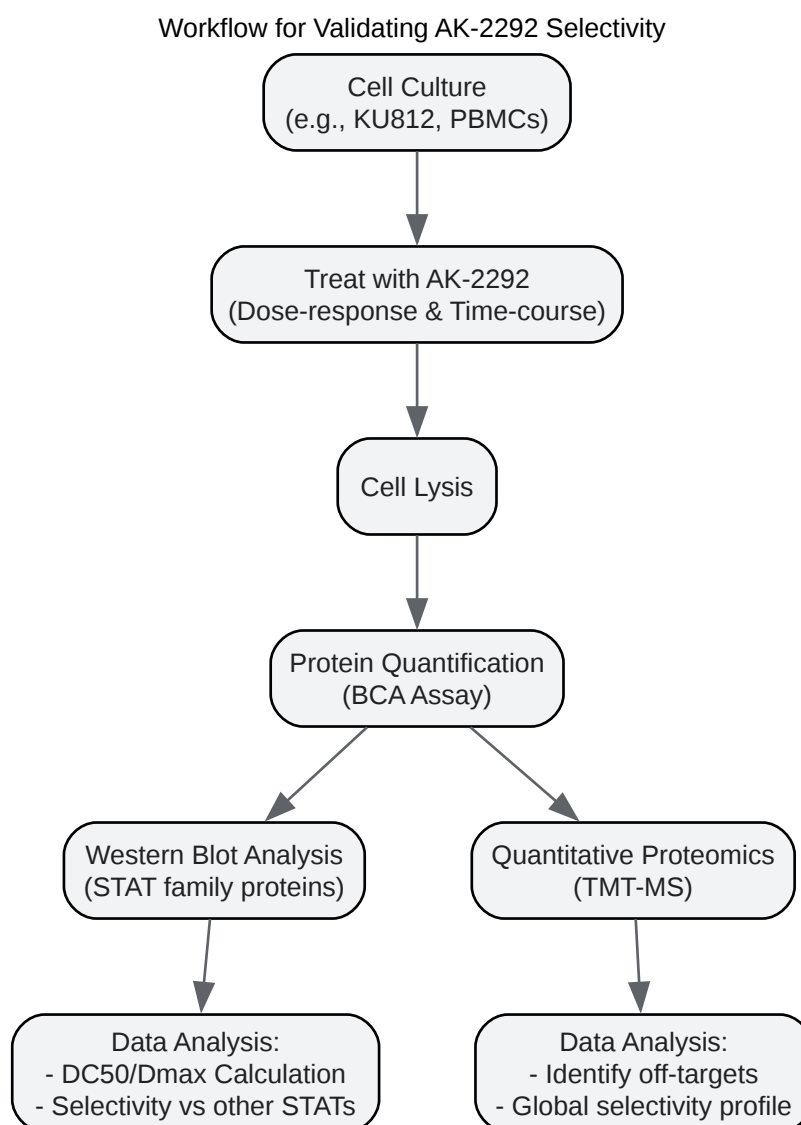 Workflow for Validating AK-2292 Selectivity
Cell Culture
(e.g., KU812, PBMCs)
Treat with AK-2292
(Dose-response & Time-course)
Cell Lysis
Protein Quantification
(BCA Assay)
Western Blot Analysis
(STAT family proteins)
Quantitative Proteomics
(TMT-MS)
Data Analysis:
- DC50/Dmax Calculation
- Selectivity vs other STATs
Data Analysis:
- Identify off-targets
- Global selectivity profile